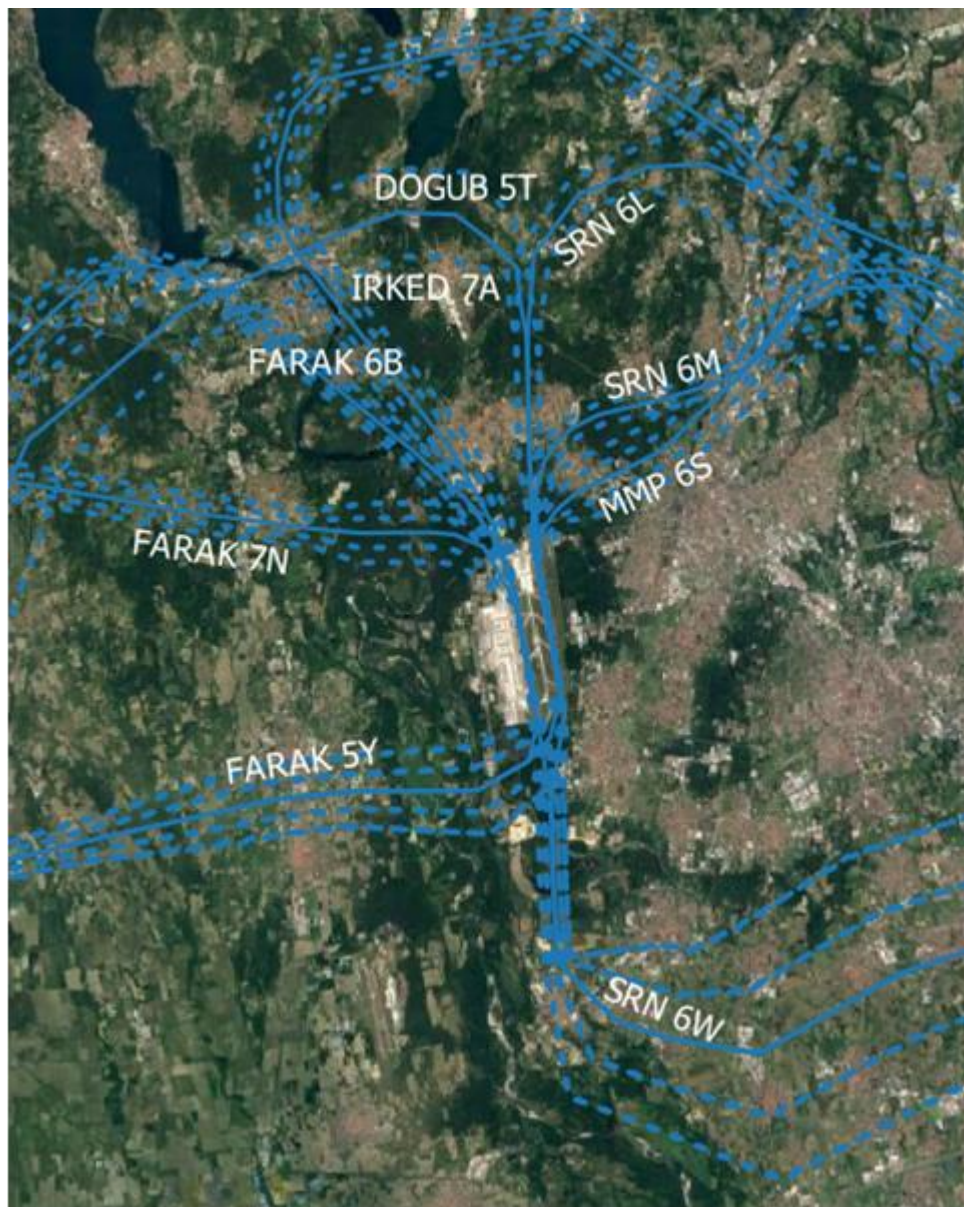 DOGUB 5T
SRN 6L
IRKED 7A
FARAK 6B
SRN 6M
MMP 6S
FARAK 7N
FARAK 5Y
SRN 6W